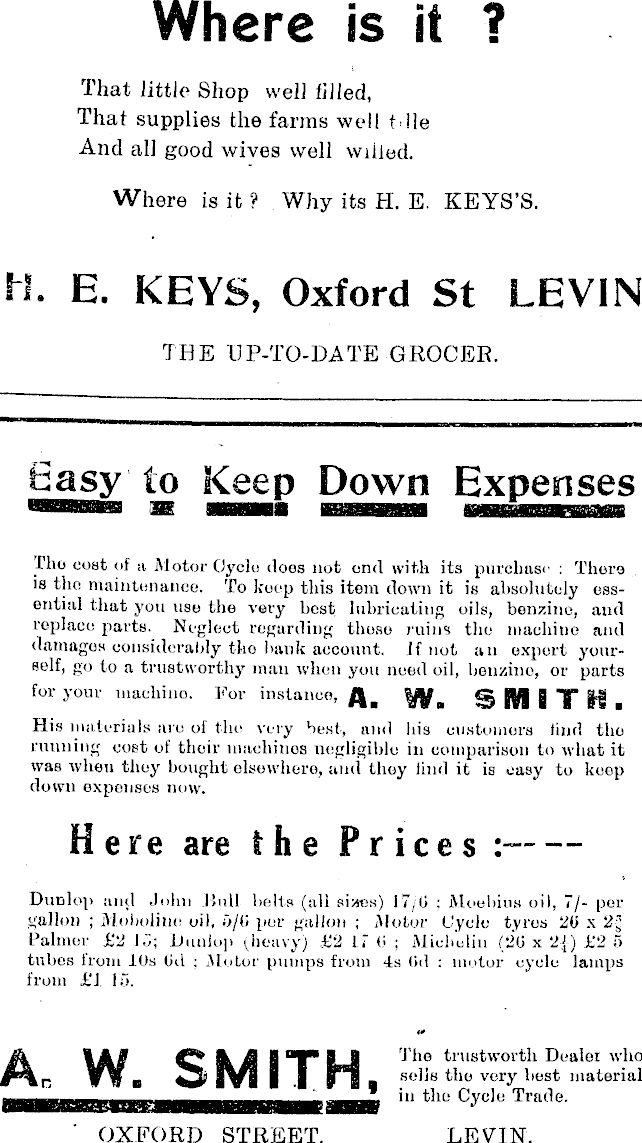 Where is it ?
That little Shop well filled,
That supplies the farms well tille
And all good wives well willed.
Where is it ? Why its H. E. KEYS'S.
H. E. KEYS, Oxford St LEVIN
THE UP-TO-DATE GROCER.
Easy to Keep Down Expenses
The cost of a Motor Cycle does not end with its purchase : There
is the maintenance. To keep this item down it is absolutely ess-
ential that you use the very best lubricating oils, benzine, and
replace parts. Neglect regarding these ruins the machine and
damages considerably the bank account. If not an expert your-
self, go to a trustworthy man when you need oil, benzine, or parts
for your machine. For instance, A. W. SMITH.
His materials are of the very best, and his customers find the
running cost of their machines negligible in comparison to what it
was when they bought elsewhere, and they find it is easy to keep
down expenses now.
Here are the Prices :----
Dunlop and John Bull belts (all sizes) 17/6 : Moebius oil, 7/- per
gallon ; Moboline oil, 5/6 per gallon ; Motor Cycle tyres 26 x
Palmer £2 15; Dunlop (heavy) £2 17 6 ; Michelin (26 x 2¼) £2 5
tubes from 10s 6d ; Motor pumps from 4s 6d : motor cycle lamps
from £1 15.
A. W. SMITH,
The trustworth Dealer who
sells the very best material
in the Cycle Trade.
OXFORD STREET. LEVIN.